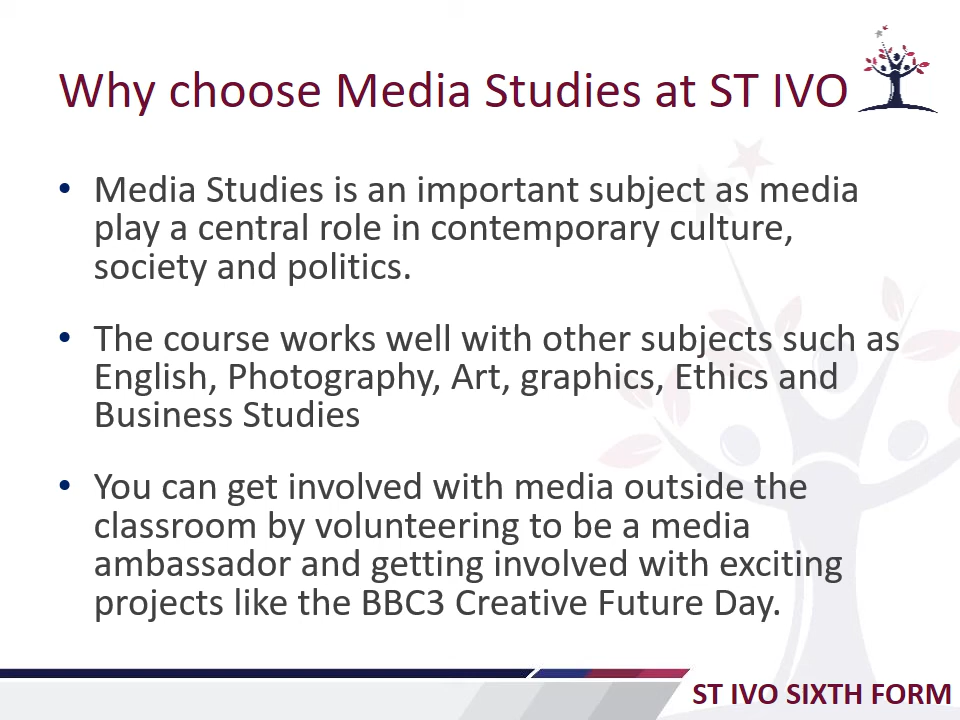 Why choose Media Studies at ST IVO
• Media Studies is an important subject as media
play a central role in contemporary culture,
society and politics.
• The course works well with other subjects such as
English, Photography, Art, graphics, Ethics and
Business Studies
• You can get involved with media outside the
classroom by volunteering to be a media
ambassador and getting involved with exciting
projects like the BBC3 Creative Future Day.
ST IVO SIXTH FORM